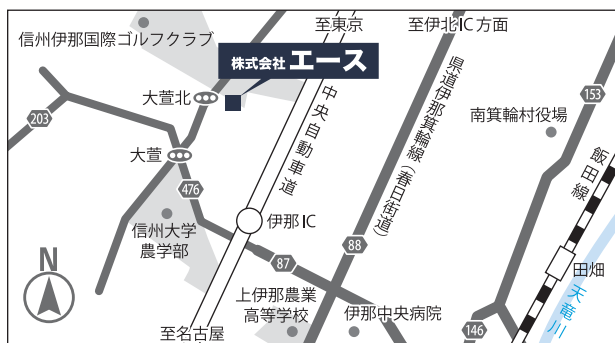 至東京
至伊北IC方面
信州伊那国際ゴルフクラブ
株式会社 エース
大萱北
中央自動車道
県道伊那箕輪線(春日街道)
153
203
南箕輪村役場
大萱
飯田線
476
信州大学
農学部
伊那IC
88
N
87
田畑
上伊那農業
高等学校
伊那中央病院
天竜川
146
至名古屋